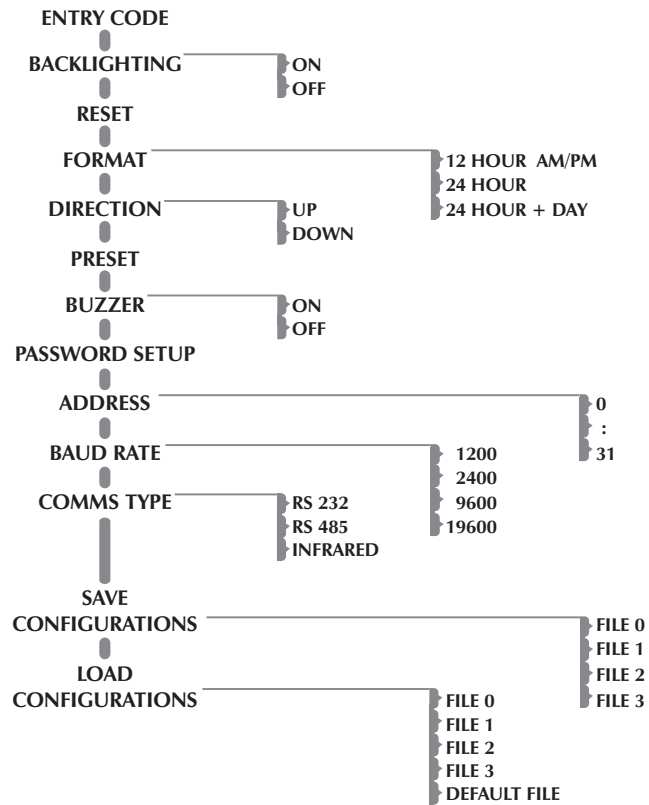 ENTRY CODE
BACKLIGHTING
ON
OFF
RESET
FORMAT
12 HOUR AM/PM
24 HOUR
24 HOUR + DAY
DIRECTION
UP
DOWN
PRESET
BUZZER
ON
OFF
PASSWORD SETUP
ADDRESS
0
:
31
BAUD RATE
1200
2400
9600
19600
COMMS TYPE
RS 232
RS 485
INFRARED
SAVE
CONFIGURATIONS
FILE 0
FILE 1
FILE 2
FILE 3
LOAD
CONFIGURATIONS
FILE 0
FILE 1
FILE 2
FILE 3
DEFAULT FILE